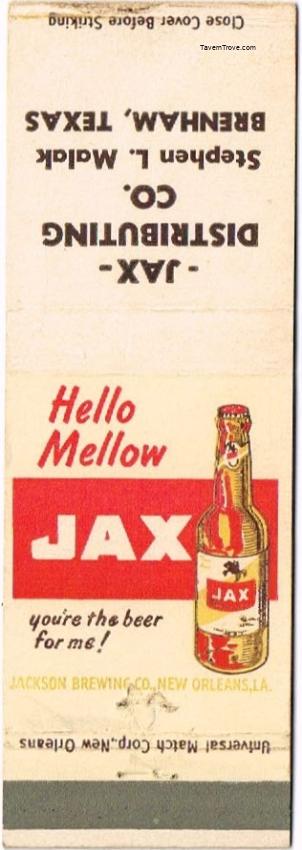 Close Cover Before Striking
TavernTrove.com
- JAX -
DISTRIBUTING
CO.
Stephen L. Malak
BRENHAM, TEXAS
Hello
Mellow
JAX
JAX
you're the beer
for me!
JACKSON BREWING CO., NEW ORLEANS, LA.
Universal Match Corp., New Orleans